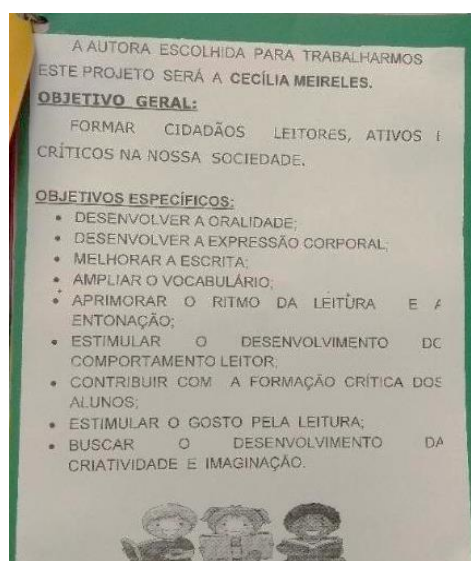 A AUTORA ESCOLHIDA PARA TRABALHARMOS
ESTE PROJETO SERÁ A CECÍLIA MEIRELES.
OBJETIVO GERAL:
FORMAR CIDADÃOS LEITORES, ATIVOS E
CRÍTICOS NA NOSSA SOCIEDADE.
OBJETIVOS ESPECÍFICOS:
• DESENVOLVER A ORALIDADE;
• DESENVOLVER A EXPRESSÃO CORPORAL;
• MELHORAR A ESCRITA;
• AMPLIAR O VOCABULÁRIO;
• APRIMORAR O RITMO DA LEITURA E A
ENTONAÇÃO;
• ESTIMULAR O DESENVOLVIMENTO DO
COMPORTAMENTO LEITOR;
• CONTRIBUIR COM A FORMAÇÃO CRÍTICA DOS
ALUNOS;
• ESTIMULAR O GOSTO PELA LEITURA;
• BUSCAR O DESENVOLVIMENTO DA
CRIATIVIDADE E IMAGINAÇÃO.